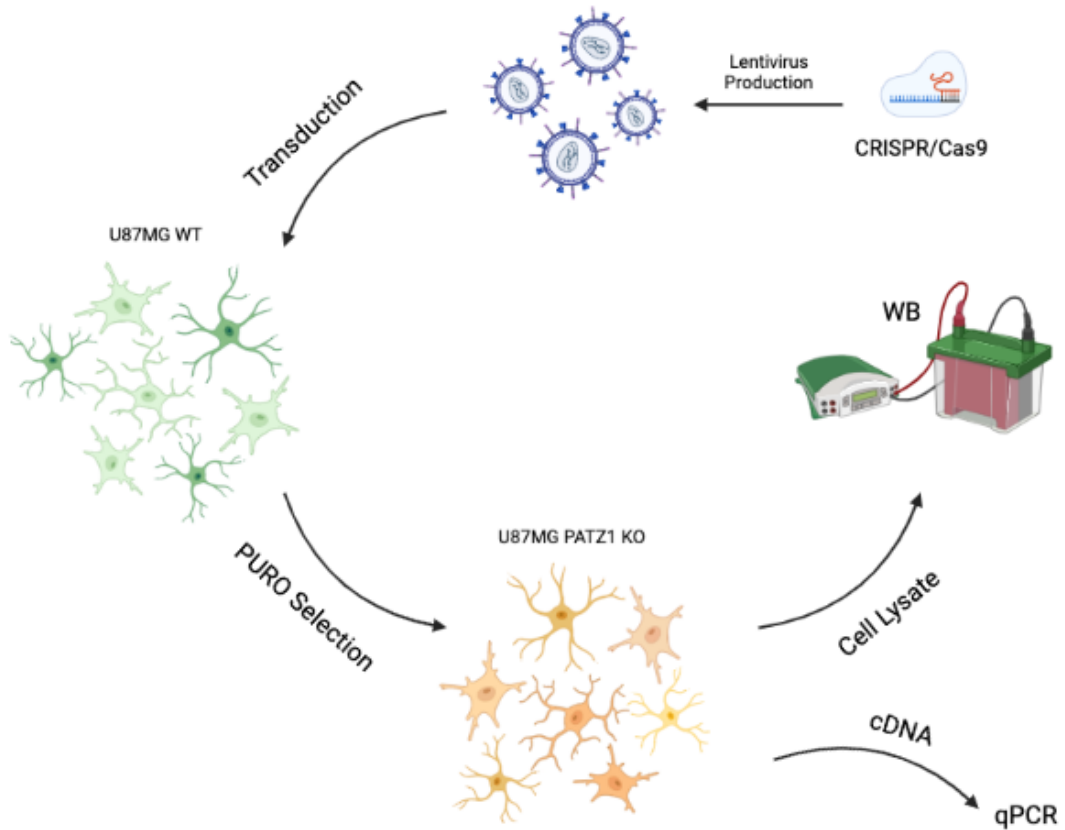 Lentivirus
Production
CRISPR/Cas9
Transduction
U87MG WT
WB
PURO Selection
U87MG PATZ1 KO
Cell Lysate
cDNA
qPCR